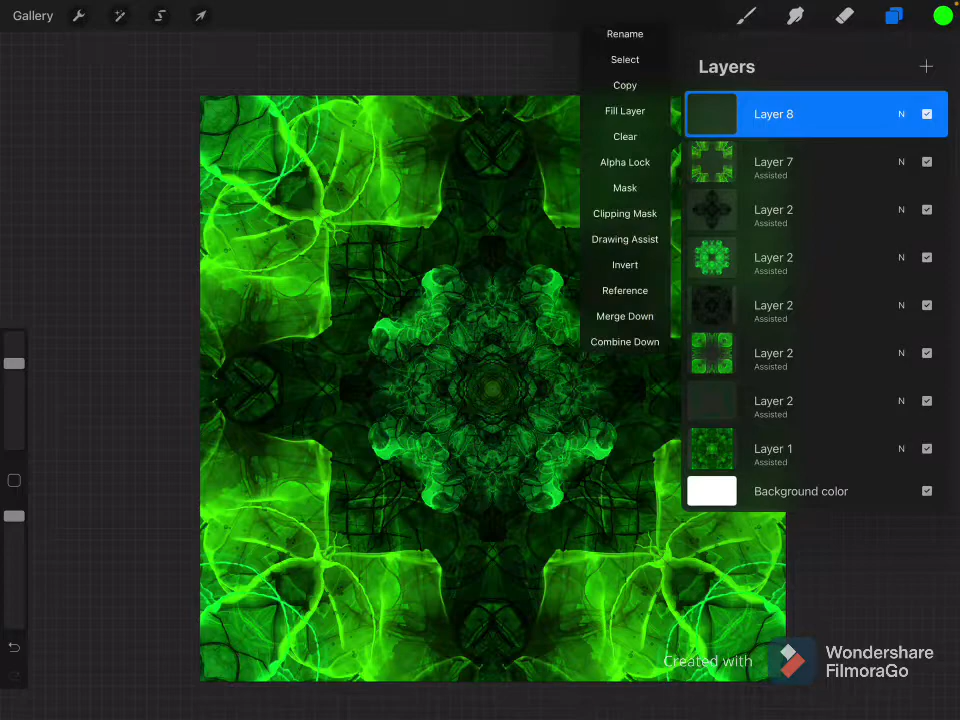 Gallery
Rename
Select
Copy
Fill Layer
Clear
Alpha Lock
Mask
Clipping Mask
Drawing Assist
Invert
Reference
Merge Down
Combine Down
Layers
Layer 8 N
Layer 7 N
Assisted
Layer 2 N
Assisted
Layer 2 N
Assisted
Layer 2 N
Assisted
Layer 2 N
Assisted
Layer 2 N
Assisted
Layer 1 N
Assisted
Background color
Created with
Wondershare
FilmoraGo